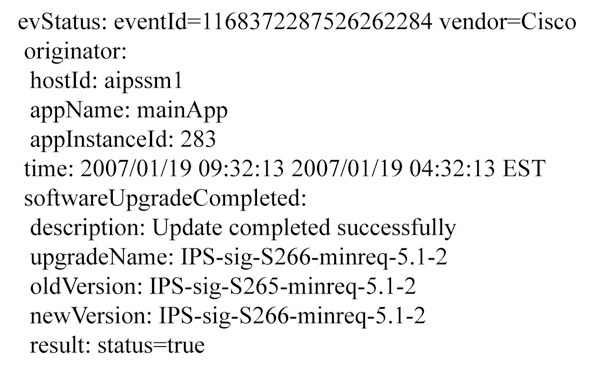 evStatus: eventId=1168372287526262284 vendor=Cisco
originator:
hostId: aipssm1
appName: mainApp
appInstanceId: 283
time: 2007/01/19 09:32:13 2007/01/19 04:32:13 EST
softwareUpgradeCompleted:
description: Update completed successfully
upgradeName: IPS-sig-S266-minreq-5.1-2
oldVersion: IPS-sig-S265-minreq-5.1-2
newVersion: IPS-sig-S266-minreq-5.1-2
result: status=true